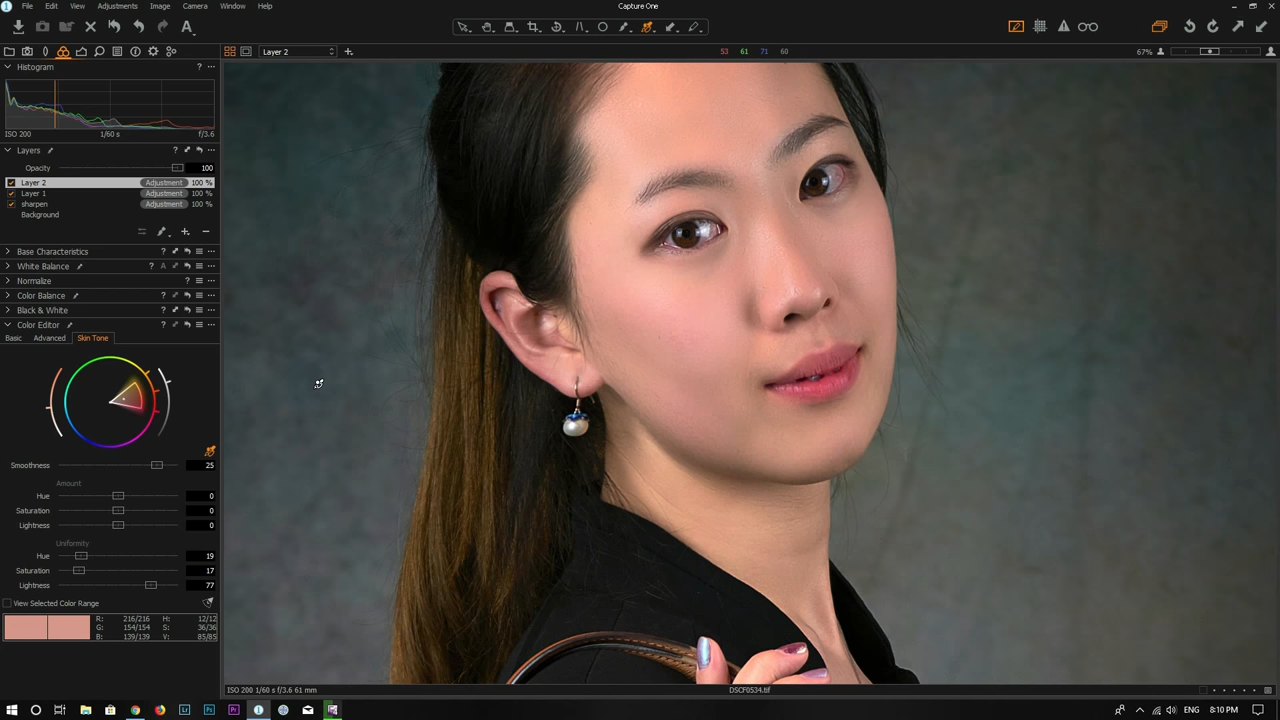 Capture One
File Edit View Adjustments Image Camera Window Help
Layer 2
53 61 71 60
67%
Histogram
ISO 200 1/60 s f/3.6
Layers
Opacity 100
Layer 2 Adjustment 100 %
Layer 1 Adjustment 100 %
sharpen Adjustment 100 %
Background
Base Characteristics
White Balance
Normalize
Color Balance
Black & White
Color Editor
Basic Advanced Skin Tone
Smoothness 25
Amount
Hue 0
Saturation 0
Lightness 0
Uniformity
Hue 19
Saturation 17
Lightness 77
View Selected Color Range
R: 216/216 H: 12/12
G: 154/154 S: 36/36
B: 139/139 V: 85/85
ISO 200 1/60 s f/3.6 61 mm
DSCF0534.tif
ENG 8:10 PM